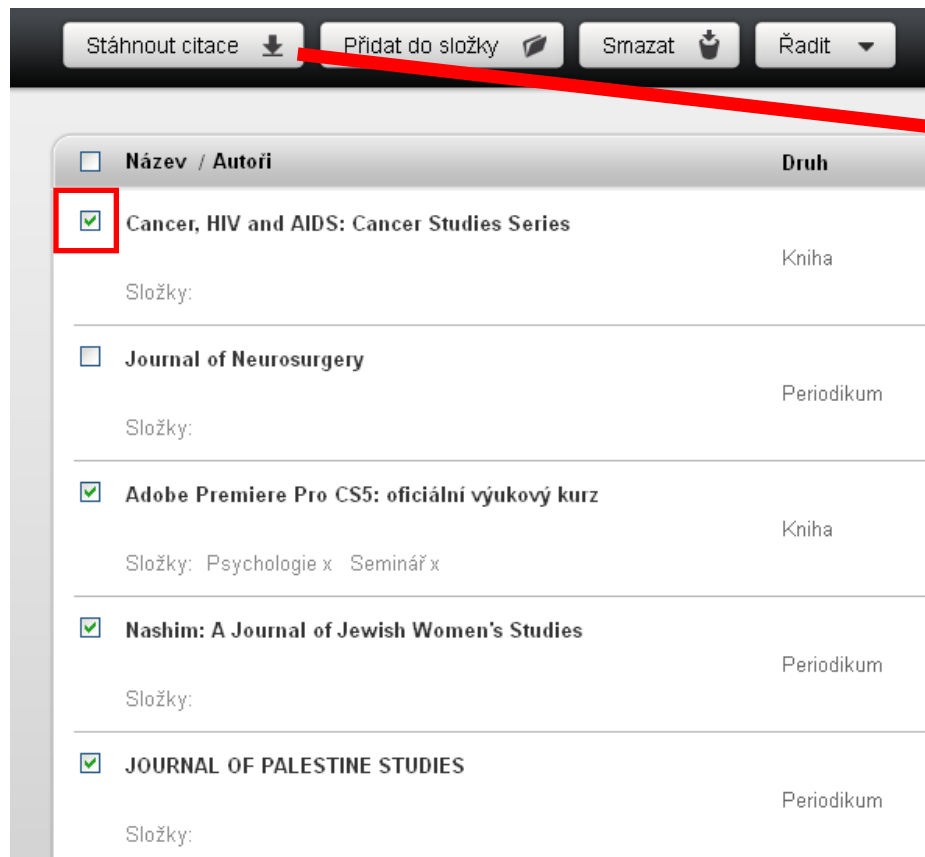 Stáhnout citace Přidat do složky Smazat Řadit
Název / Autoři Druh
Cancer, HIV and AIDS: Cancer Studies Series
Kniha
Složky:
Journal of Neurosurgery
Periodikum
Složky:
Adobe Premiere Pro CS5: oficiální výukový kurz
Kniha
Složky: Psychologie x Seminář x
Nashim: A Journal of Jewish Women's Studies
Periodikum
Složky:
JOURNAL OF PALESTINE STUDIES
Periodikum
Složky: